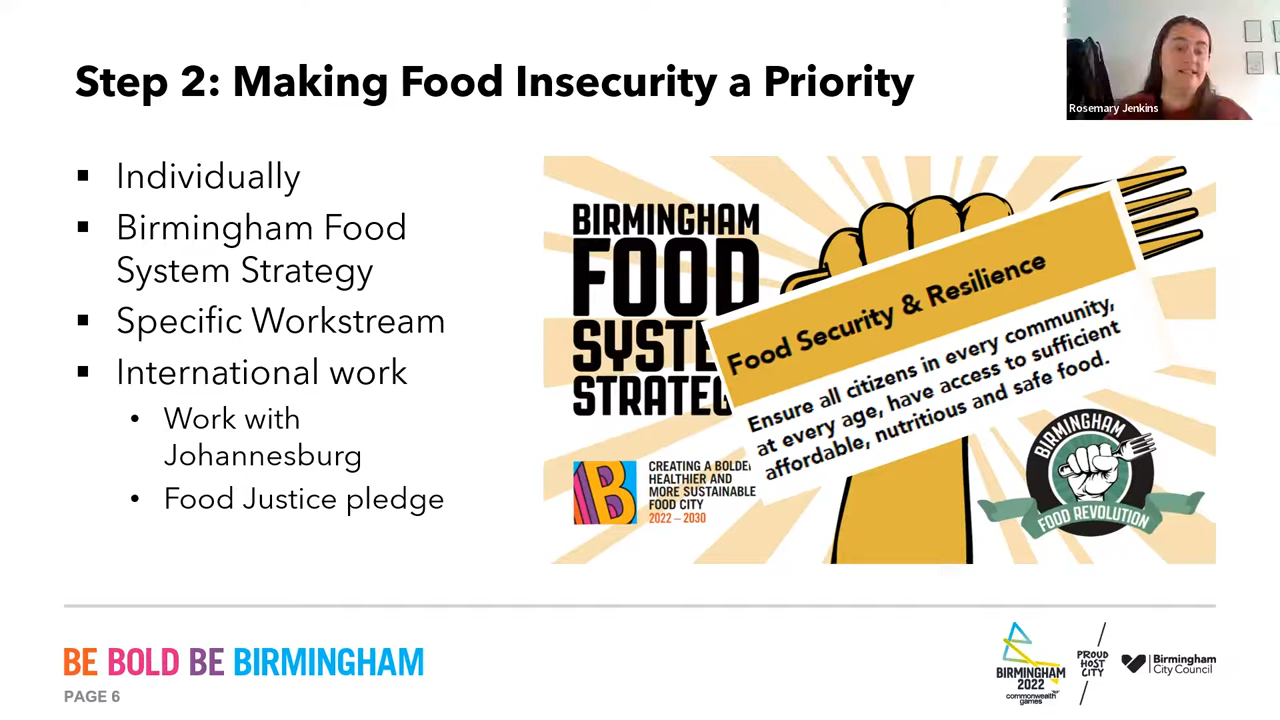 Step 2: Making Food Insecurity a Priority
Rosemary Jenkins
Individually
Birmingham Food
System Strategy
Specific Workstream
International work
Work with
Johannesburg
Food Justice pledge
BIRMINGHAM
FOOD
SYSTE
STRATEG
Food Security & Resilience
Ensure all citizens in every community,
at every age, have access to sufficient
affordable, nutritious and safe food.
B
CREATING A BOLDER
HEALTHIER AND
MORE SUSTAINABLE
FOOD CITY
2022 – 2030
BIRMINGHAM
FOOD REVOLUTION
BE BOLD BE BIRMINGHAM
PAGE 6
BIRMINGHAM
2022
commonwealth
games
PROUD
HOST
CITY
Birmingham
City Council